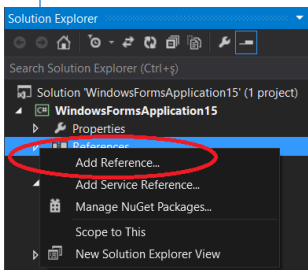 Solution Explorer
Search Solution Explorer (Ctrl+ş)
Solution 'WindowsFormsApplication15' (1 project)
C# WindowsFormsApplication15
Properties
References
Add Reference...
Add Service Reference...
Manage NuGet Packages...
Scope to This
New Solution Explorer View